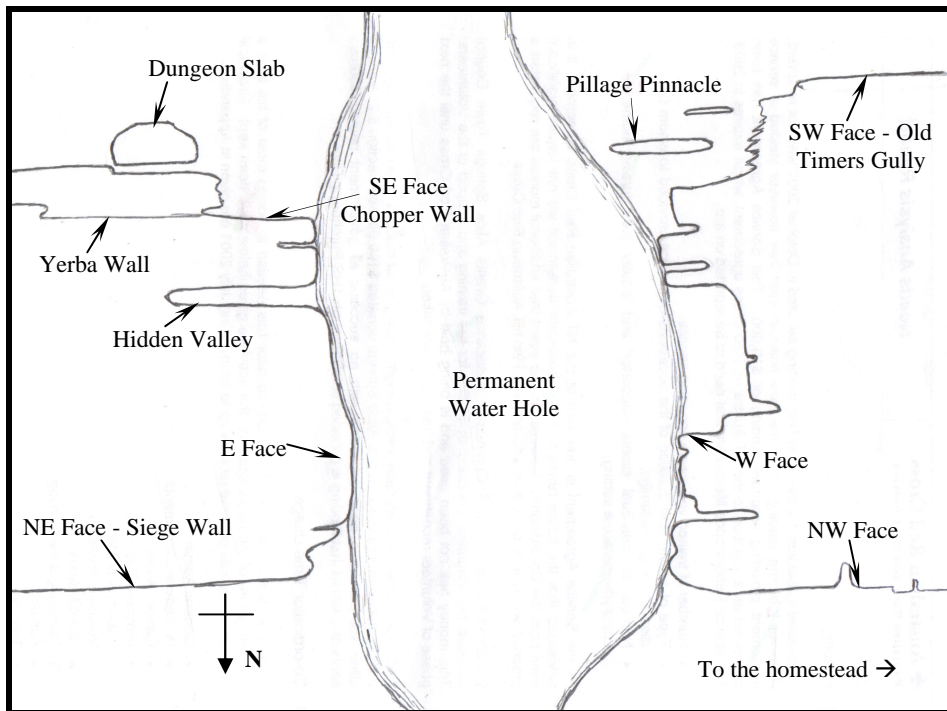 Dungeon Slab
Pillage Pinnacle
SW Face - Old
Timers Gully
SE Face
Chopper Wall
Yerba Wall
Hidden Valley
Permanent
Water Hole
E Face
W Face
NE Face - Siege Wall
NW Face
N
To the homestead →